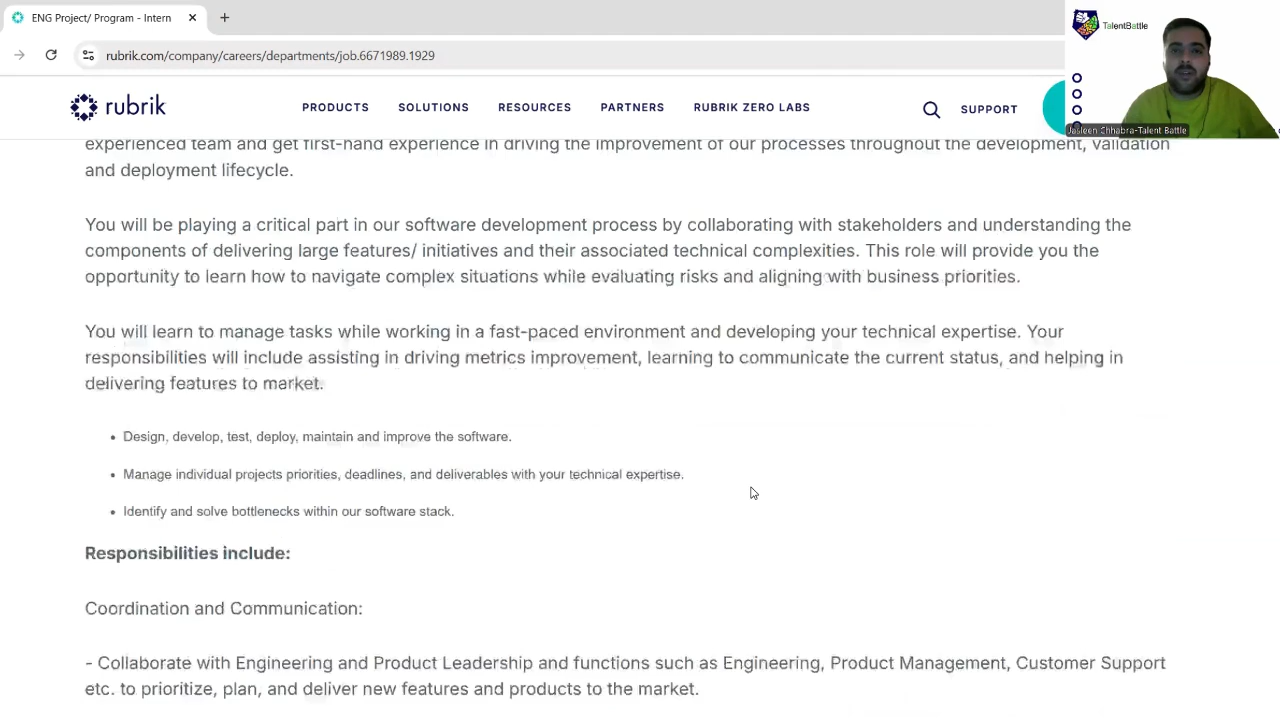 ENG Project/ Program - Intern
rubrik.com/company/careers/departments/job.6671989.1929
TalentBattle
Jasleen Chhabra-Talent Battle
rubrik
PRODUCTS SOLUTIONS RESOURCES PARTNERS RUBRIK ZERO LABS SUPPORT
experienced team and get first-hand experience in driving the improvement of our processes throughout the development, validation
and deployment lifecycle.
You will be playing a critical part in our software development process by collaborating with stakeholders and understanding the
components of delivering large features/ initiatives and their associated technical complexities. This role will provide you the
opportunity to learn how to navigate complex situations while evaluating risks and aligning with business priorities.
You will learn to manage tasks while working in a fast-paced environment and developing your technical expertise. Your
responsibilities will include assisting in driving metrics improvement, learning to communicate the current status, and helping in
delivering features to market.
• Design, develop, test, deploy, maintain and improve the software.
• Manage individual projects priorities, deadlines, and deliverables with your technical expertise.
• Identify and solve bottlenecks within our software stack.
Responsibilities include:
Coordination and Communication:
- Collaborate with Engineering and Product Leadership and functions such as Engineering, Product Management, Customer Support
etc. to prioritize, plan, and deliver new features and products to the market.